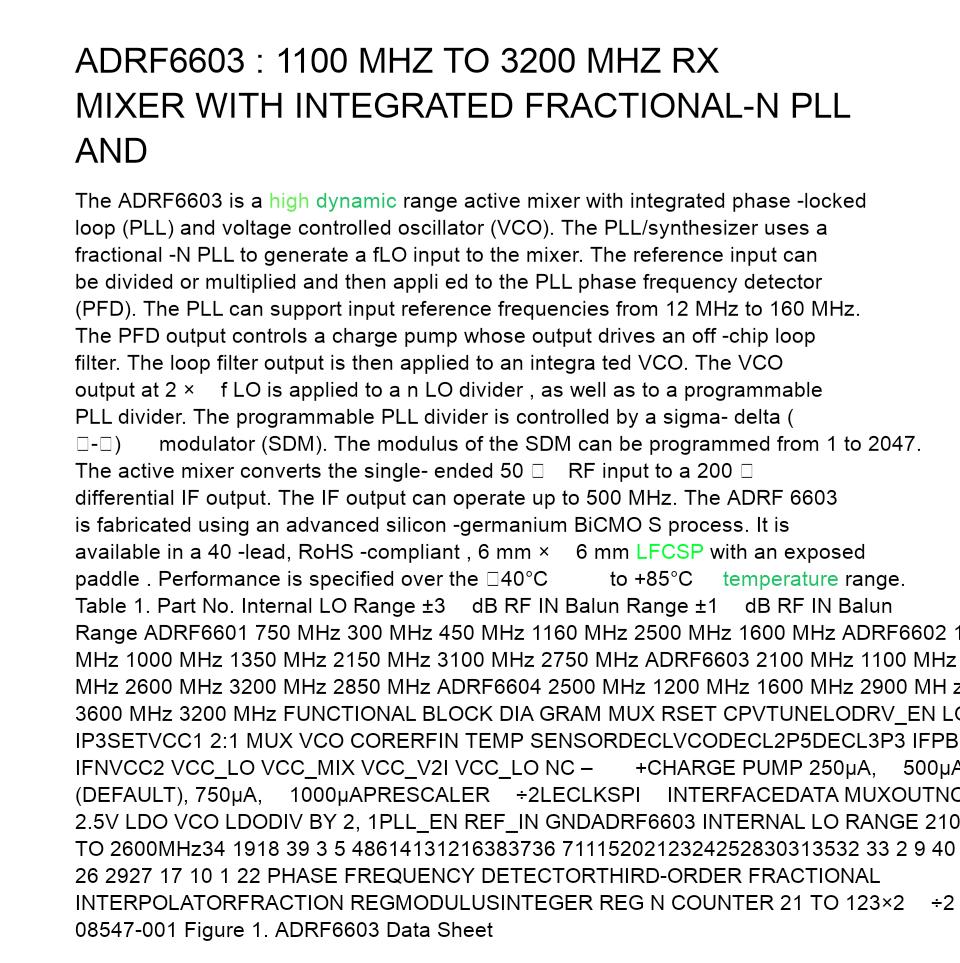 ADRF6603 : 1100 MHZ TO 3200 MHZ RX
MIXER WITH INTEGRATED FRACTIONAL-N PLL
AND
The ADRF6603 is a high dynamic range active mixer with integrated phase -locked
loop (PLL) and voltage controlled oscillator (VCO). The PLL/synthesizer uses a
fractional -N PLL to generate a fLO input to the mixer. The reference input can
be divided or multiplied and then appli ed to the PLL phase frequency detector
(PFD). The PLL can support input reference frequencies from 12 MHz to 160 MHz.
The PFD output controls a charge pump whose output drives an off -chip loop
filter. The loop filter output is then applied to an integra ted VCO. The VCO
output at 2 × f LO is applied to a n LO divider , as well as to a programmable
PLL divider. The programmable PLL divider is controlled by a sigma- delta (
□-□) modulator (SDM). The modulus of the SDM can be programmed from 1 to 2047.
The active mixer converts the single- ended 50 □ RF input to a 200 □
differential IF output. The IF output can operate up to 500 MHz. The ADRF 6603
is fabricated using an advanced silicon -germanium BiCMO S process. It is
available in a 40 -lead, RoHS -compliant , 6 mm × 6 mm LFCSP with an exposed
paddle . Performance is specified over the □40°C to +85°C temperature range.
Table 1. Part No. Internal LO Range ±3 dB RF IN Balun Range ±1 dB RF IN Balun
Range ADRF6601 750 MHz 300 MHz 450 MHz 1160 MHz 2500 MHz 1600 MHz ADRF6602 1
MHz 1000 MHz 1350 MHz 2150 MHz 3100 MHz 2750 MHz ADRF6603 2100 MHz 1100 MHz
MHz 2600 MHz 3200 MHz 2850 MHz ADRF6604 2500 MHz 1200 MHz 1600 MHz 2900 MH z
3600 MHz 3200 MHz FUNCTIONAL BLOCK DIA GRAM MUX RSET CPVTUNELODRV_EN LO
IP3SETVCC1 2:1 MUX VCO CORERFIN TEMP SENSORDECLVCODECL2P5DECL3P3 IFPB
IFNVCC2 VCC_LO VCC_MIX VCC_V2I VCC_LO NC – +CHARGE PUMP 250µA, 500µA
(DEFAULT), 750µA, 1000µAPRESCALER ÷2LECLKSPI INTERFACEDATA MUXOUTNC
2.5V LDO VCO LDODIV BY 2, 1PLL_EN REF_IN GNDADRF6603 INTERNAL LO RANGE 210
TO 2600MHz34 1918 39 3 5 48614131216383736 7111520212324252830313532 33 2 9 40
26 2927 17 10 1 22 PHASE FREQUENCY DETECTORTHIRD-ORDER FRACTIONAL
INTERPOLATORFRACTION REGMODULUSINTEGER REG N COUNTER 21 TO 123×2 ÷2
08547-001 Figure 1. ADRF6603 Data Sheet